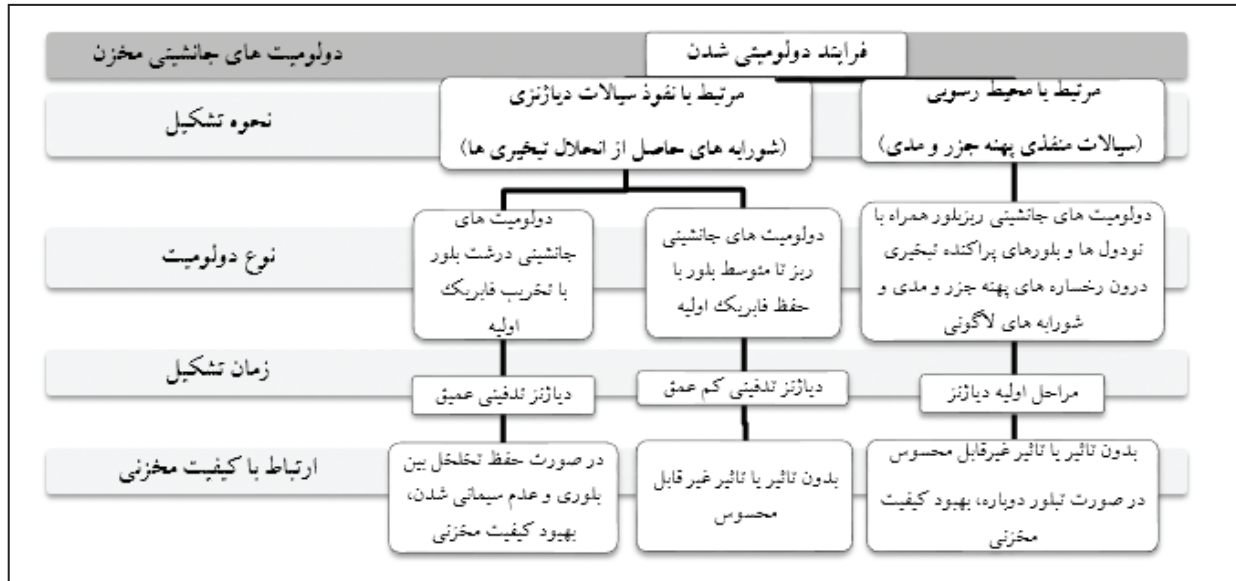 دولومیت های جانشینی مخزن
فرایند دولومیتی شدن
نحوه تشکیل
مرتبط با محیط رسوبی
(سیالات منفذی پهنه جزر و مدی)
مرتبط با نفوذ سیالات دیاژنزی
(شورابه های حاصل از انحلال تبخیری ها)
نوع دولومیت
دولومیت های جانشینی ریزبلور همراه با
نودول ها و بلورهای پراکنده تبخیری
درون رخساره های پهنه جزر و مدی و
شورابه های لاگونی
دولومیت های جانشینی
ریز تا متوسط بلور با
حفظ فابریک اولیه
دولومیت های
جانشینی درشت بلور
با تخریب فابریک
اولیه
زمان تشکیل
مراحل اولیه دیاژنز
دیاژنز تدفینی کم عمق
دیاژنز تدفینی عمیق
ارتباط با کیفیت مخزنی
بدون تاثیر یا تاثیر غیرقابل محسوس
در صورت تبلور دوباره، بهبود کیفیت
مخزنی
بدون تاثیر یا تاثیر غیر قابل
محسوس
در صورت حفظ تخلخل بین
بلوری و عدم سیمانی شدن،
بهبود کیفیت مخزنی